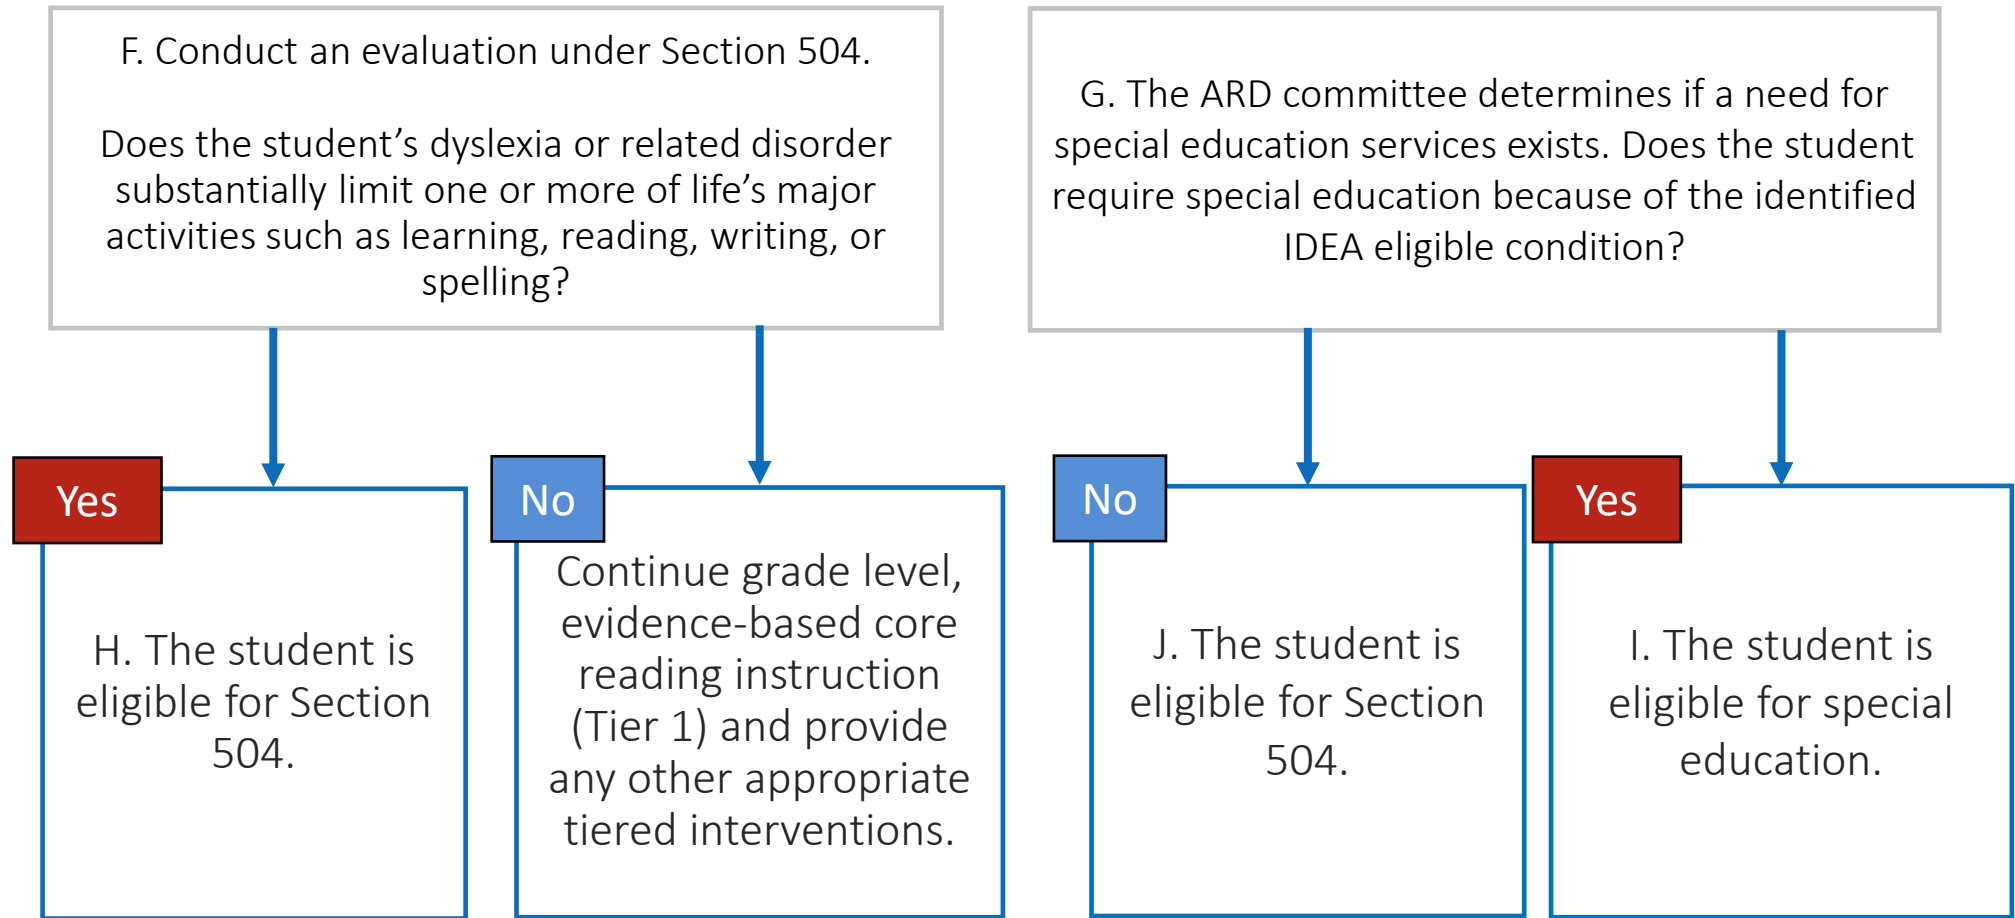 F. Conduct an evaluation under Section 504.
Does the student’s dyslexia or related disorder
substantially limit one or more of life’s major
activities such as learning, reading, writing, or
spelling?
G. The ARD committee determines if a need for
special education services exists. Does the student
require special education because of the identified
IDEA eligible condition?
Yes
H. The student is
eligible for Section
504.
No
Continue grade level,
evidence-based core
reading instruction
(Tier 1) and provide
any other appropriate
tiered interventions.
No
J. The student is
eligible for Section
504.
Yes
I. The student is
eligible for special
education.